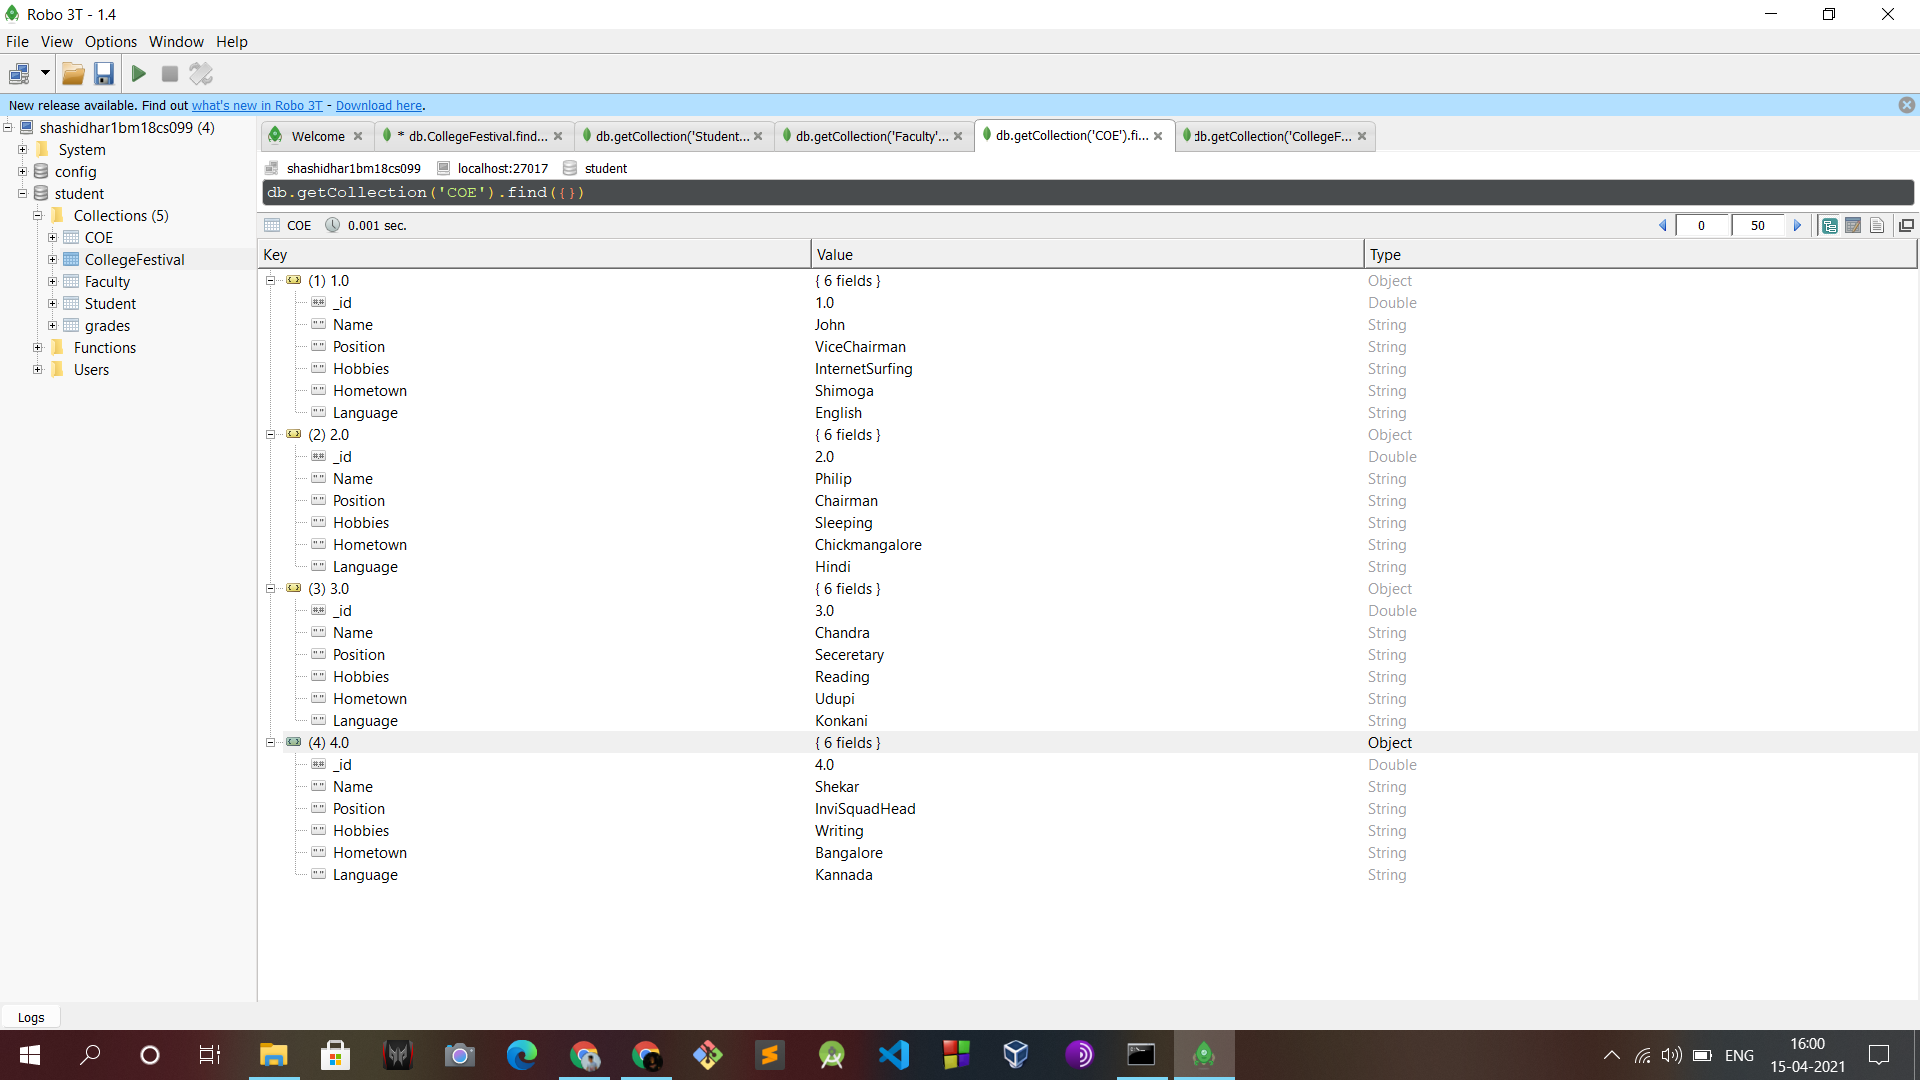 Robo 3T - 1.4
File View Options Window Help
New release available. Find out what's new in Robo 3T - Download here.
shashidhar1bm18cs099 (4)
System
config
student
Collections (5)
COE
CollegeFestival
Faculty
Student
grades
Functions
Users
Welcome * db.CollegeFestival.find... db.getCollection('Student... db.getCollection('Faculty'... db.getCollection('COE').fi... db.getCollection('CollegeF...
shashidhar1bm18cs099 localhost:27017 student
db.getCollection('COE').find({})
COE 0.001 sec. 0 50
Key Value Type
(1) 1.0 { 6 fields } Object
_id 1.0 Double
Name John String
Position ViceChairman String
Hobbies InternetSurfing String
Hometown Shimoga String
Language English String
(2) 2.0 { 6 fields } Object
_id 2.0 Double
Name Philip String
Position Chairman String
Hobbies Sleeping String
Hometown Chickmangalore String
Language Hindi String
(3) 3.0 { 6 fields } Object
_id 3.0 Double
Name Chandra String
Position Seceretary String
Hobbies Reading String
Hometown Udupi String
Language Konkani String
(4) 4.0 { 6 fields } Object
_id 4.0 Double
Name Shekar String
Position InviSquadHead String
Hobbies Writing String
Hometown Bangalore String
Language Kannada String
Logs
ENG
16:00
15-04-2021